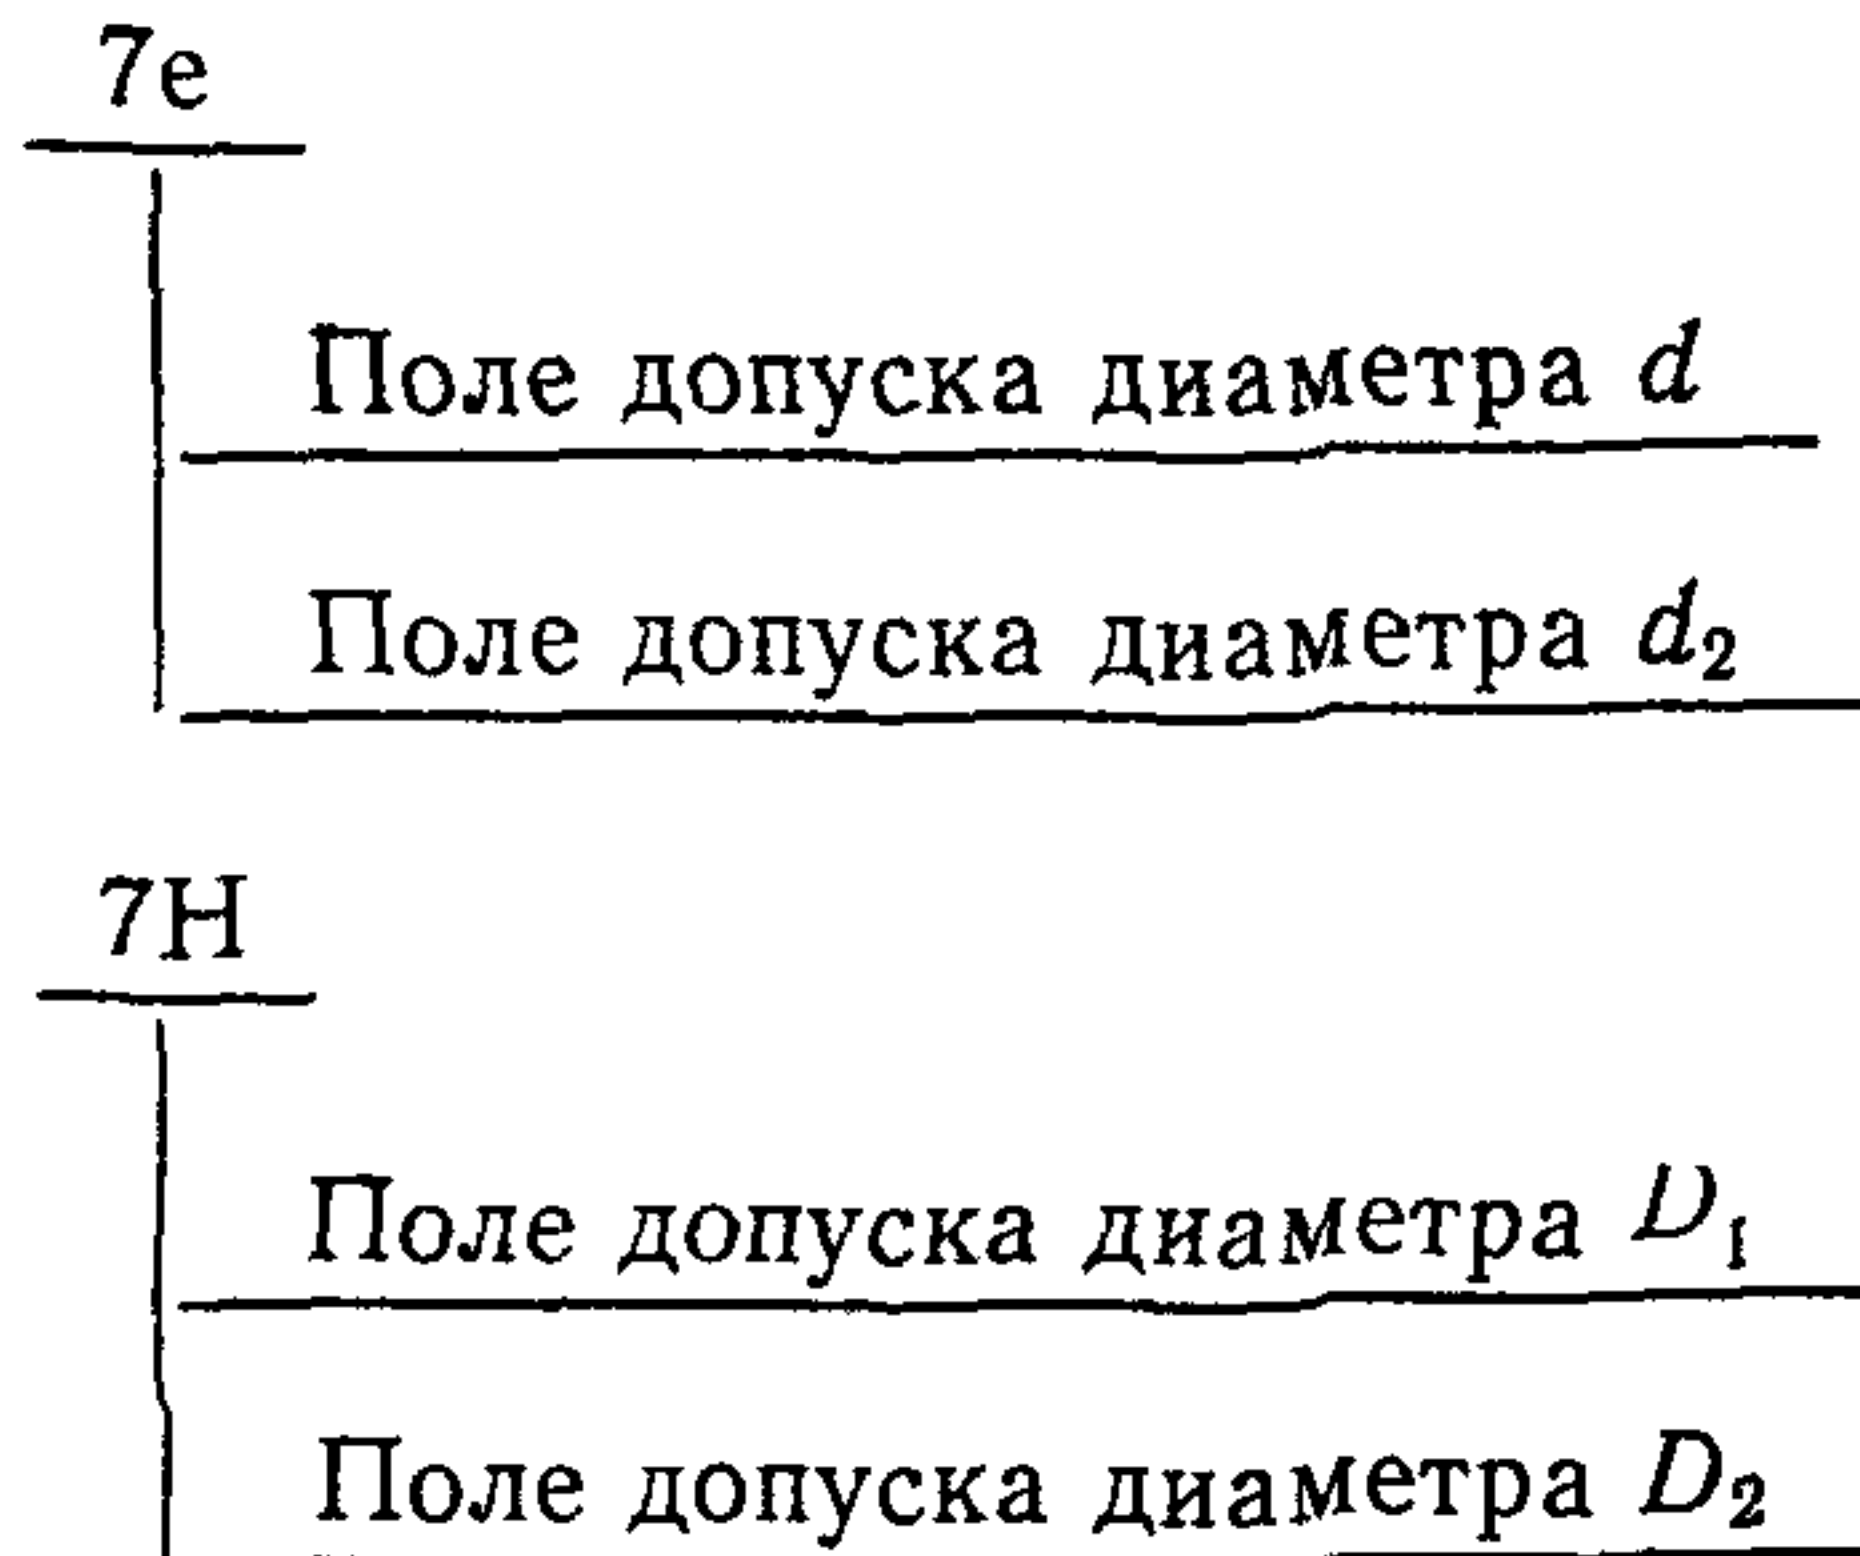 7e
Поле допуска диаметра d
Поле допуска диаметра d₂
7H
Поле допуска диаметра D₁
Поле допуска диаметра D₂